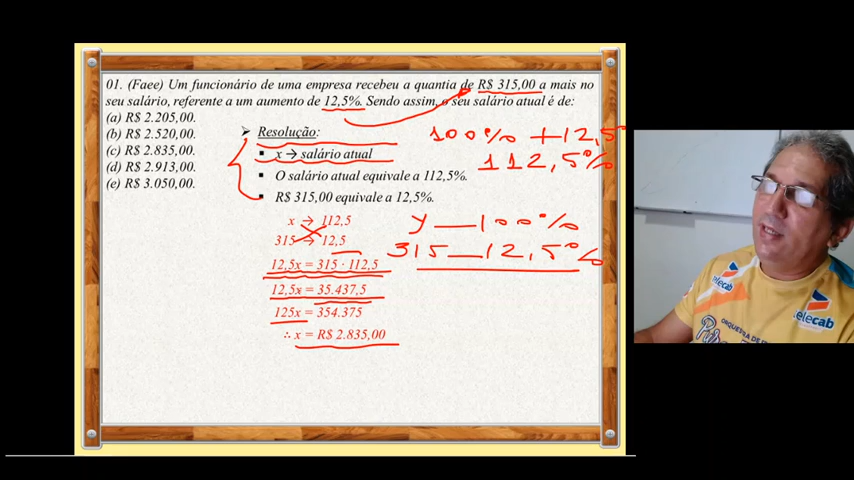 01. (Faee) Um funcionário de uma empresa recebeu a quantia de R$ 315,00 a mais no
seu salário, referente a um aumento de 12,5%. Sendo assim, o seu salário atual é de:
(a) R$ 2.205,00.
(b) R$ 2.520,00.
(c) R$ 2.835,00.
(d) R$ 2.913,00.
(e) R$ 3.050,00.
➤ Resolução:
▪ x → salário atual
▪ O salário atual equivale a 112,5%.
▪ R$ 315,00 equivale a 12,5%.
x → 112,5
315 → 12,5
12,5x = 315 · 112,5
12,5x = 35.437,5
125x = 354.375
∴ x = R$ 2.835,00
100% + 12,5%
112,5%
y — 100%
315 — 12,5%
elecab
elecab
ORQUESTRA DE